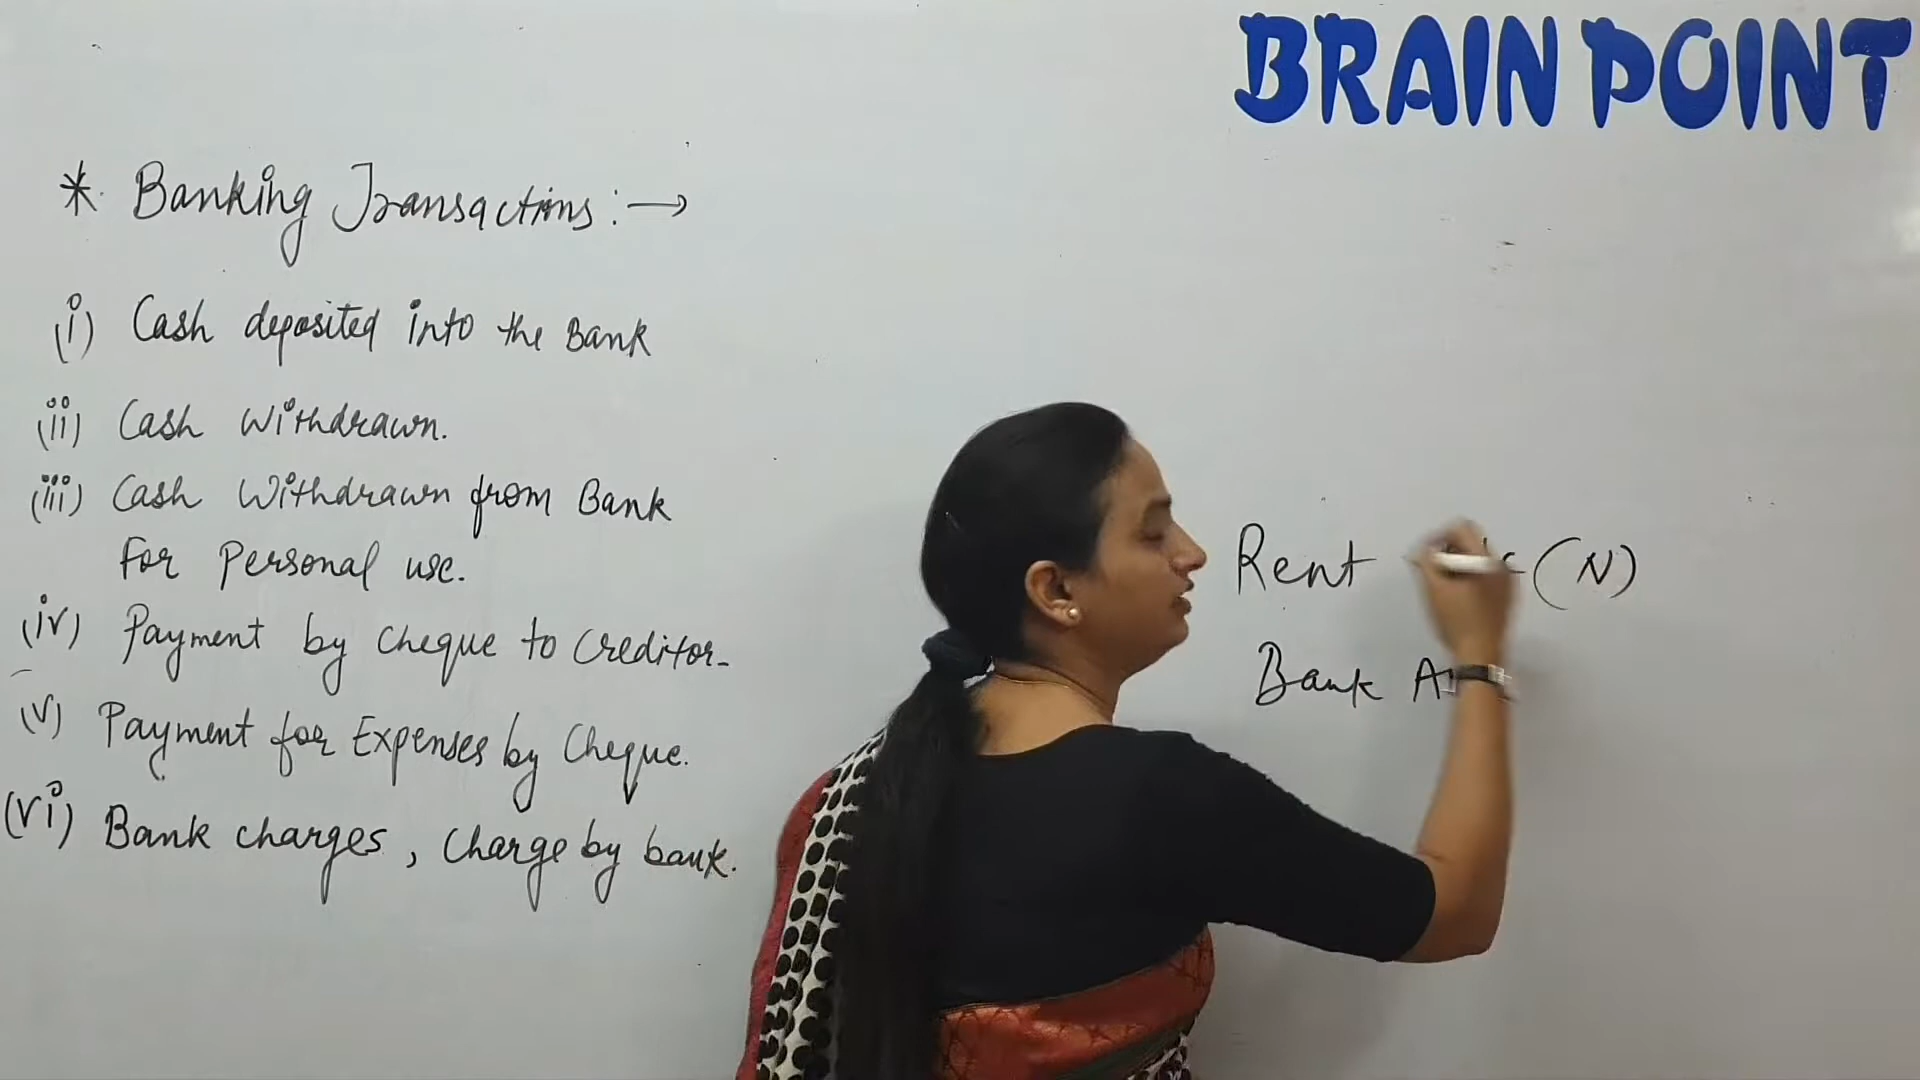 BRAIN POINT
* Banking Transactions :→
(i) Cash deposited into the Bank
(ii) Cash Withdrawn.
(iii) Cash Withdrawn from Bank
For Personal use.
(iv) Payment by Cheque to Creditor-
(v) Payment for Expenses by Cheque.
(vi) Bank charges, Charge by bank.
Rent (N)
Bank